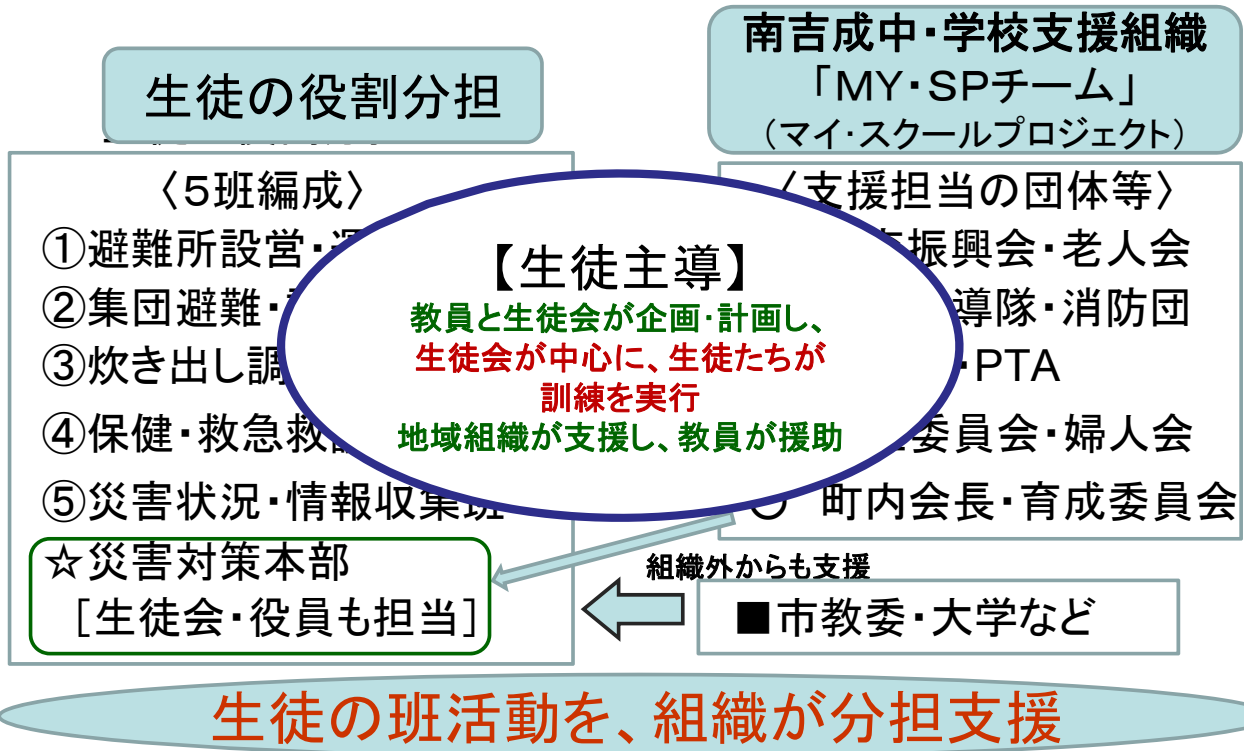 生徒の役割分担
〈5班編成〉
①避難所設営・
②集団避難・
③炊き出し調
④保健・救急救
⑤災害状況・情報収集班
☆災害対策本部
［生徒会・役員も担当］
南吉成中・学校支援組織
「MY・SPチーム」
（マイ・スクールプロジェクト）
〈支援担当の団体等〉
振興会・老人会
導隊・消防団
・PTA
委員会・婦人会
○ 町内会長・育成委員会
【生徒主導】
教員と生徒会が企画・計画し、
生徒会が中心に、生徒たちが
訓練を実行
地域組織が支援し、教員が援助
組織外からも支援
■市教委・大学など
生徒の班活動を、組織が分担支援